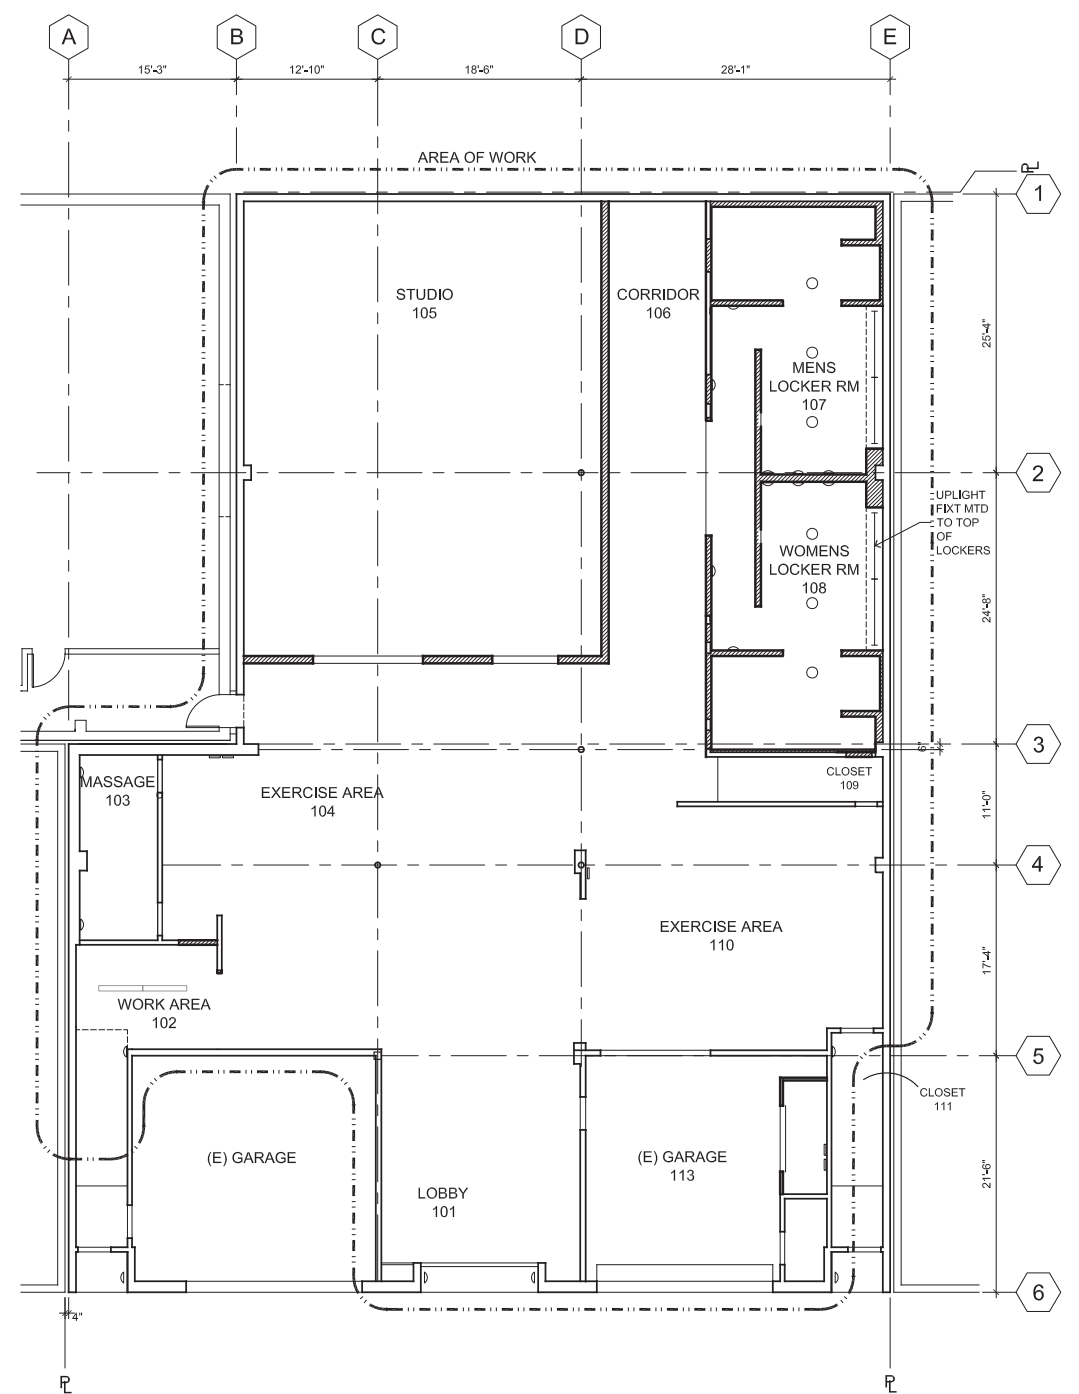 A
B
C
D
E
15'-3"
12'-10"
18'-6"
28'-1"
AREA OF WORK
PL
1
STUDIO
105
CORRIDOR
106
25'-4"
MENS
LOCKER RM
107
2
UPLIGHT
FIXT MTD
TO TOP
OF
LOCKERS
WOMENS
LOCKER RM
108
24'-8"
3
6"
MASSAGE
103
EXERCISE AREA
104
CLOSET
109
11'-0"
4
EXERCISE AREA
110
17'-4"
WORK AREA
102
5
CLOSET
111
(E) GARAGE
(E) GARAGE
113
21'-6"
LOBBY
101
6
4"
PL
PL